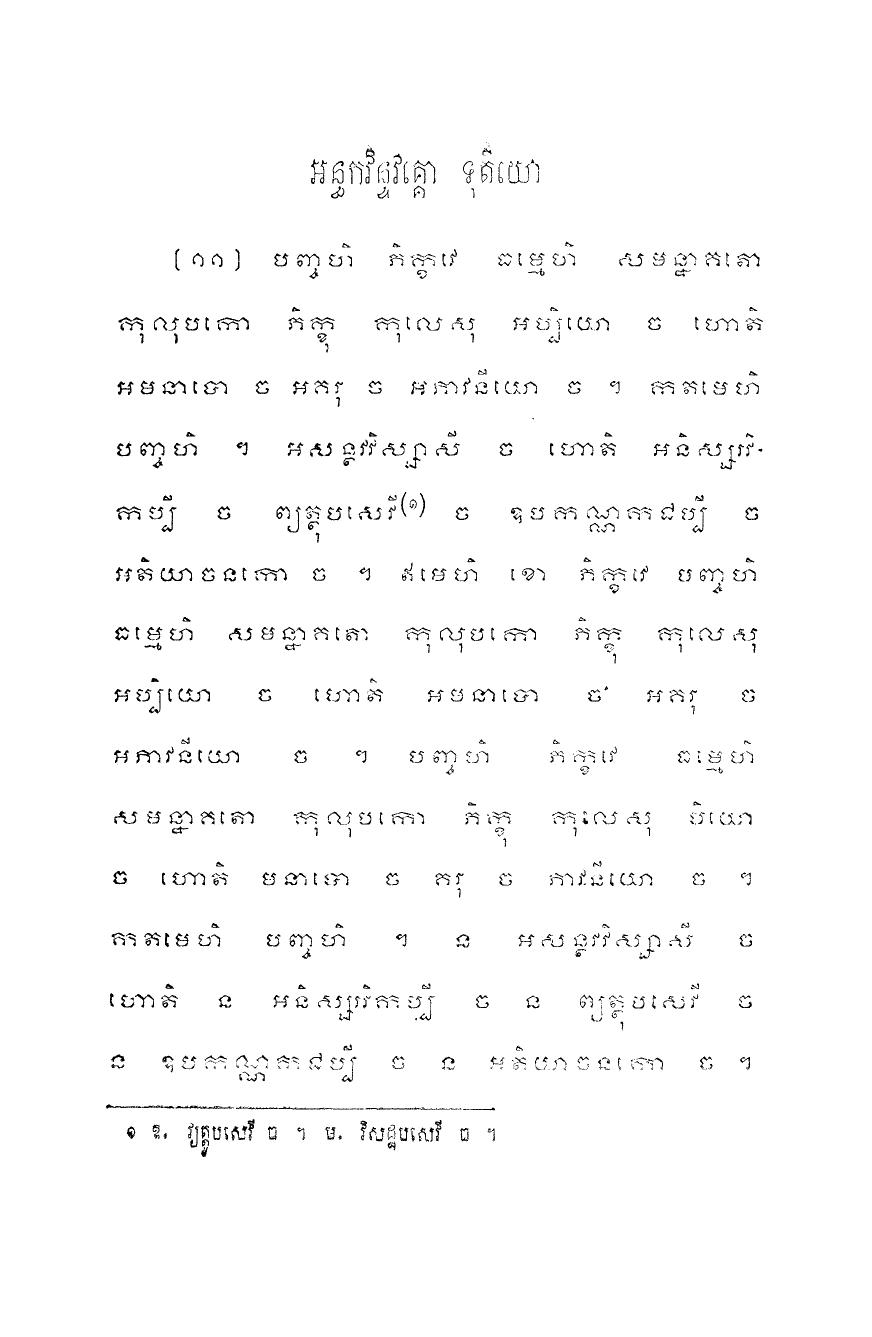 អន្ធកវិន្ទវគ្គោ ទុតិយោ
(១១) បញ្ចហិ ភិក្ខវេ ធម្មេហិ សមន្នាគតោ
កុលុបកោ ភិក្ខុ កុលេសុ អប្បិយោ ច ហោតិ
អមនាបោ ច អគរុ ច អភាវនីយោ ច ។ កតមេហិ
បញ្ចហិ ។ អសន្ថវវិស្សាសី ច ហោតិ អនិស្សរវិ-
កប្បី ច ព្យត្តុបសេវី(១) ច ឧបកណ្ណកជប្បី ច
អតិយាចនកោ ច ។ ឥមេហិ ខោ ភិក្ខវេ បញ្ចហិ
ធម្មេហិ សមន្នាគតោ កុលុបកោ ភិក្ខុ កុលេសុ
អប្បិយោ ច ហោតិ អមនាបោ ច អគរុ ច
អភាវនីយោ ច ។ បញ្ចហិ ភិក្ខវេ ធម្មេហិ
សមន្នាគតោ កុលុបកោ ភិក្ខុ កុលេសុ បិយោ
ច ហោតិ មនាបោ ច គរុ ច ភាវនីយោ ច ។
កតមេហិ បញ្ចហិ ។ ន អសន្ថវវិស្សាសី ច
ហោតិ ន អនិស្សរវិកប្បី ច ន ព្យត្តុបសេវី ច
ន ឧបកណ្ណកជប្បី ច ន អតិយាចនកោ ច ។
១ ឱ. វ្យត្តូបសេវី ច ។ ម. វិសដ្ឋបសេវី ច ។